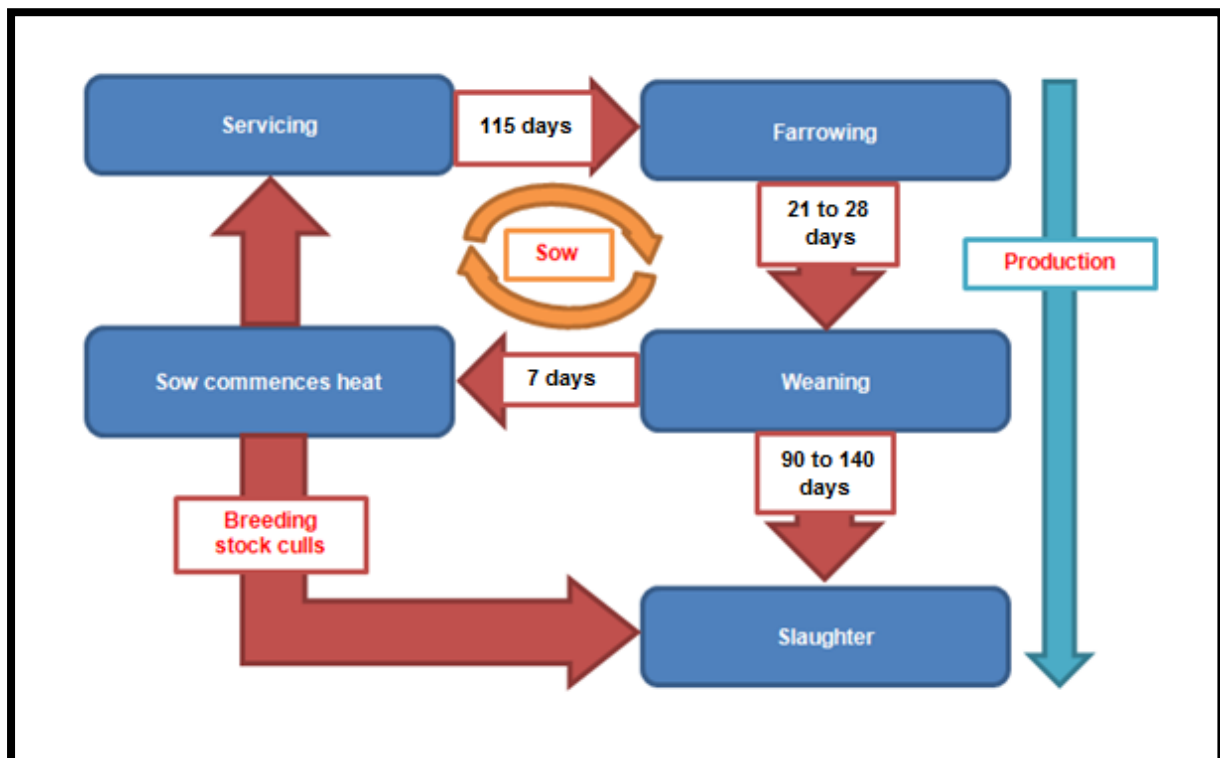 Servicing
115 days
Farrowing
21 to 28
days
Sow
Production
Sow commences heat
7 days
Weaning
90 to 140
days
Breeding
stock culls
Slaughter